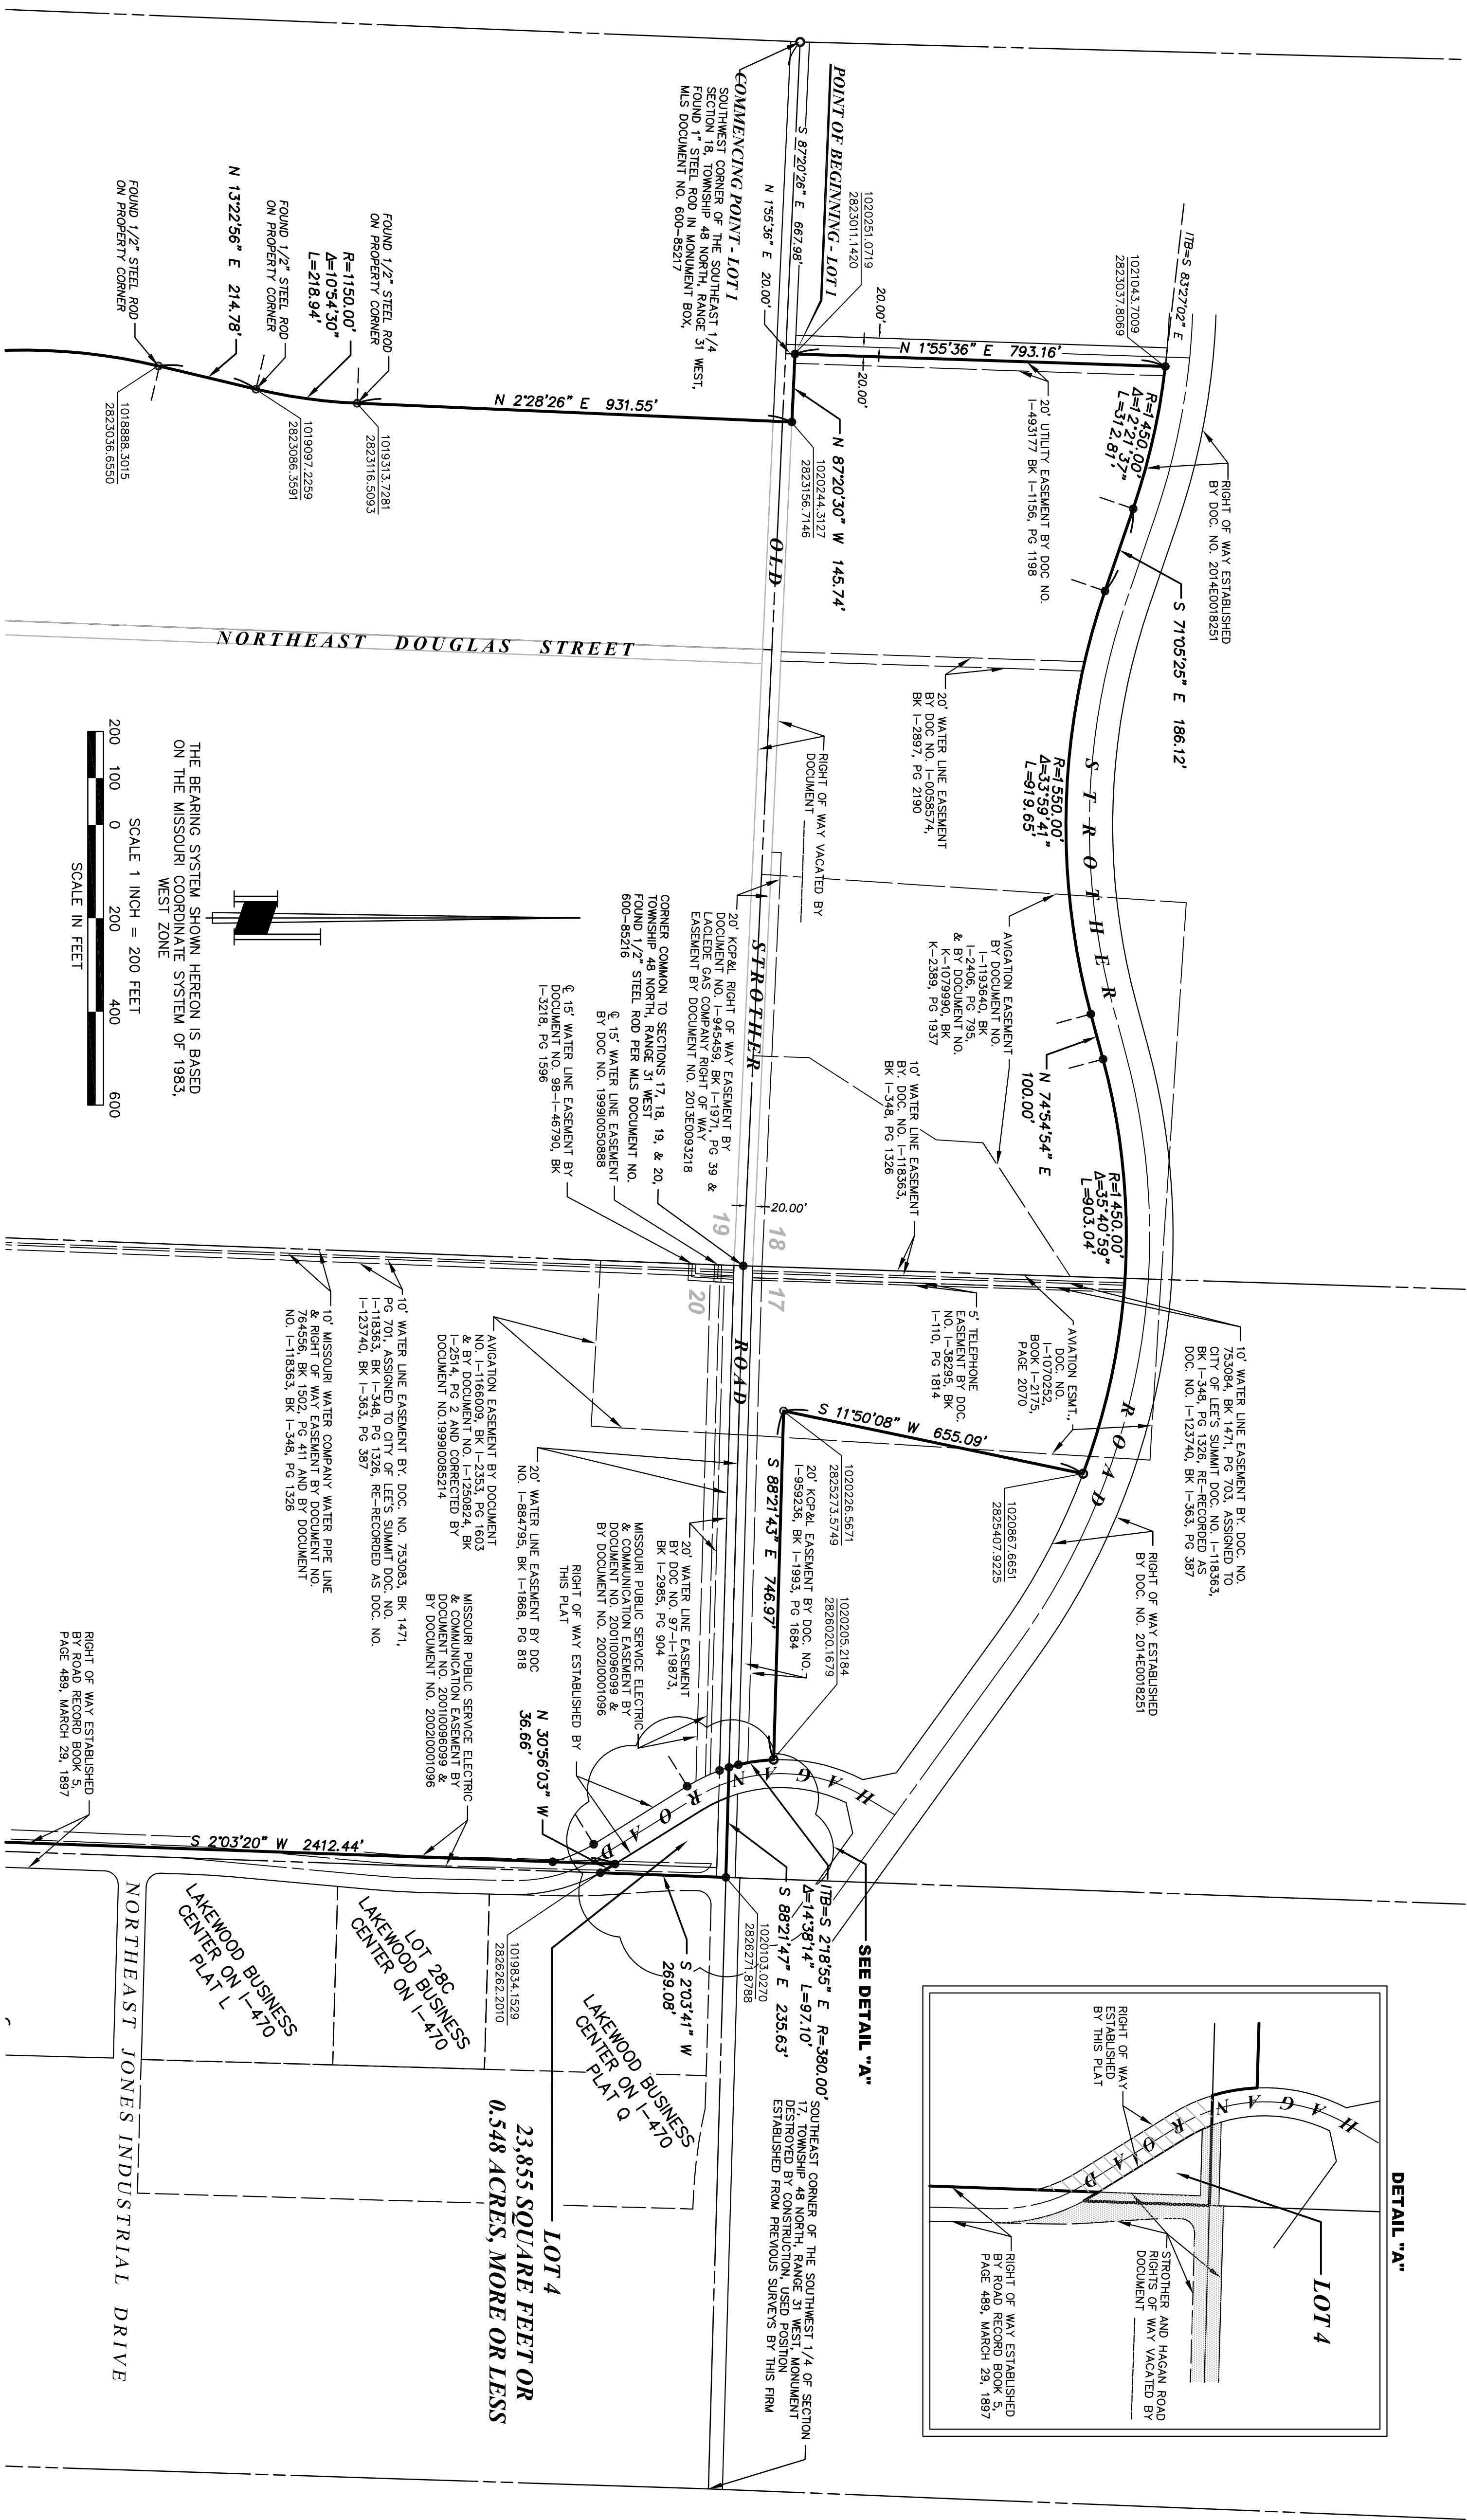 RIGHT OF WAY ESTABLISHED
BY DOC. NO. 2014E0018251
ITB=S 83°27'02" E
1021043.7009
2823037.8069
R=1450.00'
Δ=12°21'37"
L=312.81'
S 71°05'25" E 186.12'
R=1550.00'
Δ=33°59'41"
L=919.65'
N 74°54'54" E
100.00'
R=1450.00'
Δ=35°40'59"
L=903.04'
STROTHER ROAD
N 1°55'36" E 793.16'
20.00'
20.00'
20' UTILITY EASEMENT BY DOC NO.
I-493177 BK I-1156, PG 1198
1020251.0719
2823011.1420
POINT OF BEGINNING - LOT 1
S 87°20'26" E 667.98'
N 1°55'36" E 20.00'
COMMENCING POINT - LOT 1
SOUTHWEST CORNER OF THE SOUTHEAST 1/4
SECTION 18, TOWNSHIP 48 NORTH, RANGE 31 WEST,
FOUND 1" STEEL ROD IN MONUMENT BOX,
MLS DOCUMENT NO. 600-85217
N 87°20'30" W 145.74'
1020244.3127
2823156.7146
N 2°28'26" E 931.55'
1019313.7281
2823116.5093
FOUND 1/2" STEEL ROD
ON PROPERTY CORNER
R=1150.00'
Δ=10°54'30"
L=218.94'
1019097.2259
2823086.3591
FOUND 1/2" STEEL ROD
ON PROPERTY CORNER
N 13°22'56" E 214.78'
1018888.3015
2823036.6550
FOUND 1/2" STEEL ROD
ON PROPERTY CORNER
NORTHEAST DOUGLAS STREET
OLD STROTHER ROAD
20' WATER LINE EASEMENT
BY DOC NO. I-0058574,
BK I-2897, PG 2190
RIGHT OF WAY VACATED BY
DOCUMENT
AVIGATION EASEMENT
BY DOCUMENT NO.
I-1193640, BK
I-2406, PG 795,
& BY DOCUMENT NO.
K-1079990, BK
K-2389, PG 1937
10' WATER LINE EASEMENT
BY. DOC. NO. I-118363,
BK I-348, PG 1326
20' KCP&L RIGHT OF WAY EASEMENT BY
DOCUMENT NO. I-945459, BK I-1971, PG 39 &
LACLEDE GAS COMPANY RIGHT OF WAY
EASEMENT BY DOCUMENT NO. 2013E0093218
CORNER COMMON TO SECTIONS 17, 18, 19, & 20,
TOWNSHIP 48 NORTH, RANGE 31 WEST
FOUND 1/2" STEEL ROD PER MLS DOCUMENT NO.
600-85216
℄ 15' WATER LINE EASEMENT
BY DOC NO. 1999I0050888
℄ 15' WATER LINE EASEMENT BY
DOCUMENT NO. 98-I-46790, BK
I-3218, PG 1596
20.00'
18
17
19
20
THE BEARING SYSTEM SHOWN HEREON IS BASED
ON THE MISSOURI COORDINATE SYSTEM OF 1983,
WEST ZONE
SCALE 1 INCH = 200 FEET
200 100 0 200 400 600
SCALE IN FEET
10' WATER LINE EASEMENT BY. DOC. NO.
753084, BK 1471, PG 703, ASSIGNED TO
CITY OF LEE'S SUMMIT DOC. NO. I-118363,
BK I-348, PG 1326, RE-RECORDED AS
DOC. NO. I-123740, BK I-363, PG 387
AVIATION ESMT.,
DOC. NO.
I-1070252,
BOOK I-2175,
PAGE 2070
5' TELEPHONE
EASEMENT BY DOC.
NO. I-38295, BK
I-110, PG 1814
S 11°50'08" W 655.09'
1020867.6651
2825407.9225
1020226.5671
2825273.5749
RIGHT OF WAY ESTABLISHED
BY DOC. NO. 2014E0018251
S 88°21'43" E 746.97'
20' KCP&L EASEMENT BY DOC. NO.
I-959236, BK I-1993, PG 1684
1020205.2184
2826020.1679
20' WATER LINE EASEMENT
BY DOC NO. 97-I-19873,
BK I-2985, PG 904
MISSOURI PUBLIC SERVICE ELECTRIC
& COMMUNICATION EASEMENT BY
DOCUMENT NO. 2001I0096099 &
BY DOCUMENT NO. 2002I0001096
RIGHT OF WAY ESTABLISHED BY
THIS PLAT
20' WATER LINE EASEMENT BY DOC
NO. I-884795, BK I-1868, PG 818
AVIGATION EASEMENT BY DOCUMENT
NO. I-1166009, BK I-2353, PG 1603
& BY DOCUMENT NO. I-1250824, BK
I-2514, PG 2 AND CORRECTED BY
DOCUMENT NO.1999I0085214
10' WATER LINE EASEMENT BY. DOC. NO. 753083, BK 1471,
PG 701, ASSIGNED TO CITY OF LEE'S SUMMIT DOC. NO.
I-118363, BK I-348, PG 1326, RE-RECORDED AS DOC. NO.
I-123740, BK I-363, PG 387
10' MISSOURI WATER COMPANY WATER PIPE LINE
& RIGHT OF WAY EASEMENT BY DOCUMENT NO.
764556, BK 1502, PG 411 AND BY DOCUMENT
NO. I-118363, BK I-348, PG 1326
MISSOURI PUBLIC SERVICE ELECTRIC
& COMMUNICATION EASEMENT BY
DOCUMENT NO. 2001I0096099 &
BY DOCUMENT NO. 2002I0001096
N 30°56'03" W
36.66'
RIGHT OF WAY ESTABLISHED
BY ROAD RECORD BOOK 5,
PAGE 489, MARCH 29, 1897
S 2°03'20" W 2412.44'
HAGAN ROAD
SEE DETAIL "A"
ITB=S 2°18'55" E R=380.00'
Δ=14°38'14" L=97.10'
S 88°21'47" E 235.63'
1020103.0270
2826271.8788
S 2°03'41" W
269.08'
1019834.1529
2826262.2010
SOUTHEAST CORNER OF THE SOUTHWEST 1/4 OF SECTION
17, TOWNSHIP 48 NORTH, RANGE 31 WEST, MONUMENT
DESTROYED BY CONSTRUCTION, USED POSITION
ESTABLISHED FROM PREVIOUS SURVEYS BY THIS FIRM
LAKEWOOD BUSINESS
CENTER ON I-470
PLAT Q
LOT 28C
LAKEWOOD BUSINESS
CENTER ON I-470
LAKEWOOD BUSINESS
CENTER ON I-470
PLAT L
LOT 4
23,855 SQUARE FEET OR
0.548 ACRES, MORE OR LESS
NORTHEAST JONES INDUSTRIAL DRIVE
DETAIL "A"
HAGAN ROAD
LOT 4
RIGHT OF WAY
ESTABLISHED
BY THIS PLAT
STROTHER AND HAGAN ROAD
RIGHTS OF WAY VACATED BY
DOCUMENT
RIGHT OF WAY ESTABLISHED
BY ROAD RECORD BOOK 5,
PAGE 489, MARCH 29, 1897